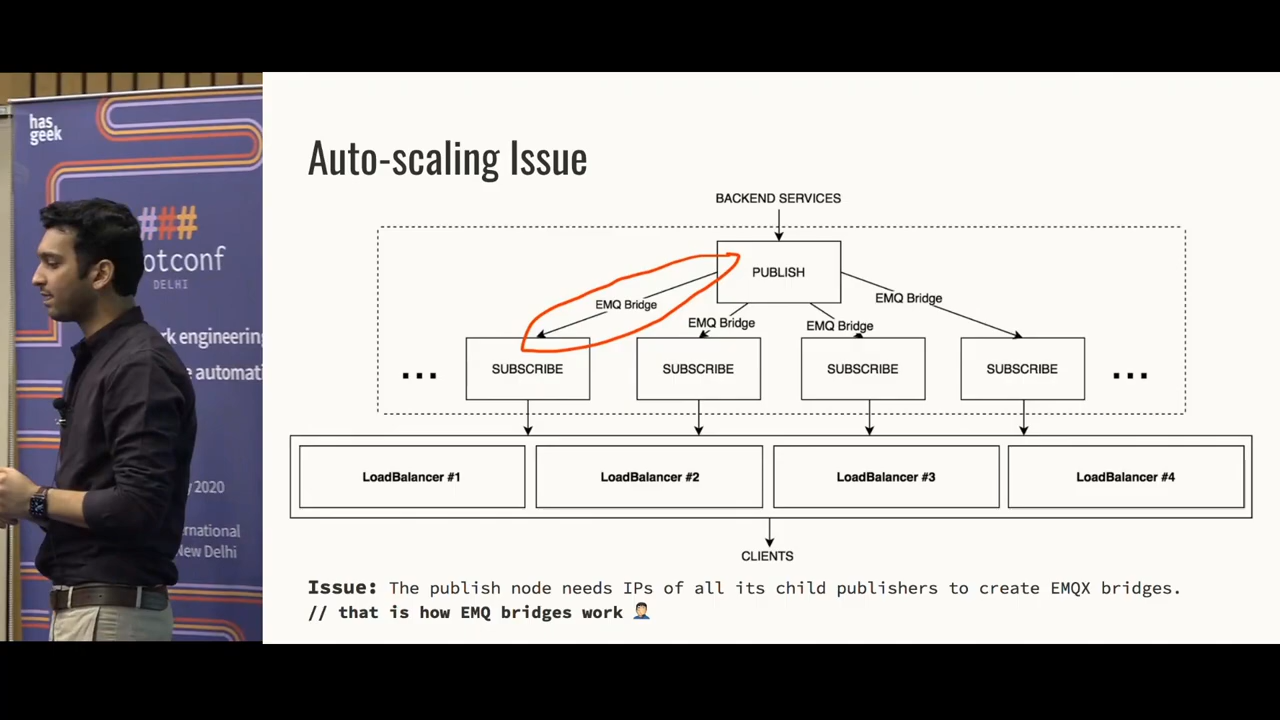 has
geek
###
otconf
DELHI
rk engineering
e automati
y 2020
ernational
New Delhi
Auto-scaling Issue
BACKEND SERVICES
PUBLISH
EMQ Bridge
EMQ Bridge
EMQ Bridge
EMQ Bridge
... SUBSCRIBE SUBSCRIBE SUBSCRIBE SUBSCRIBE ...
LoadBalancer #1 LoadBalancer #2 LoadBalancer #3 LoadBalancer #4
CLIENTS
Issue: The publish node needs IPs of all its child publishers to create EMQX bridges.
// that is how EMQ bridges work 🤦🏻‍♂️